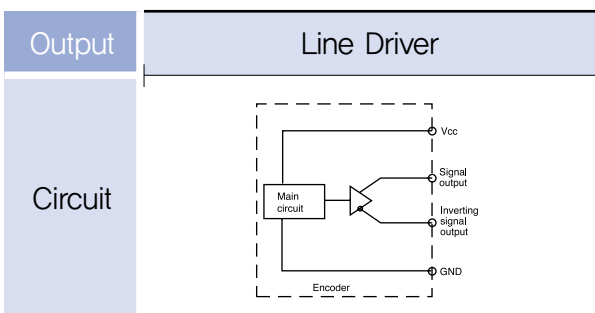 Output
Line Driver
Circuit
Vcc
Signal
output
Main
circuit
Inverting
signal
output
GND
Encoder